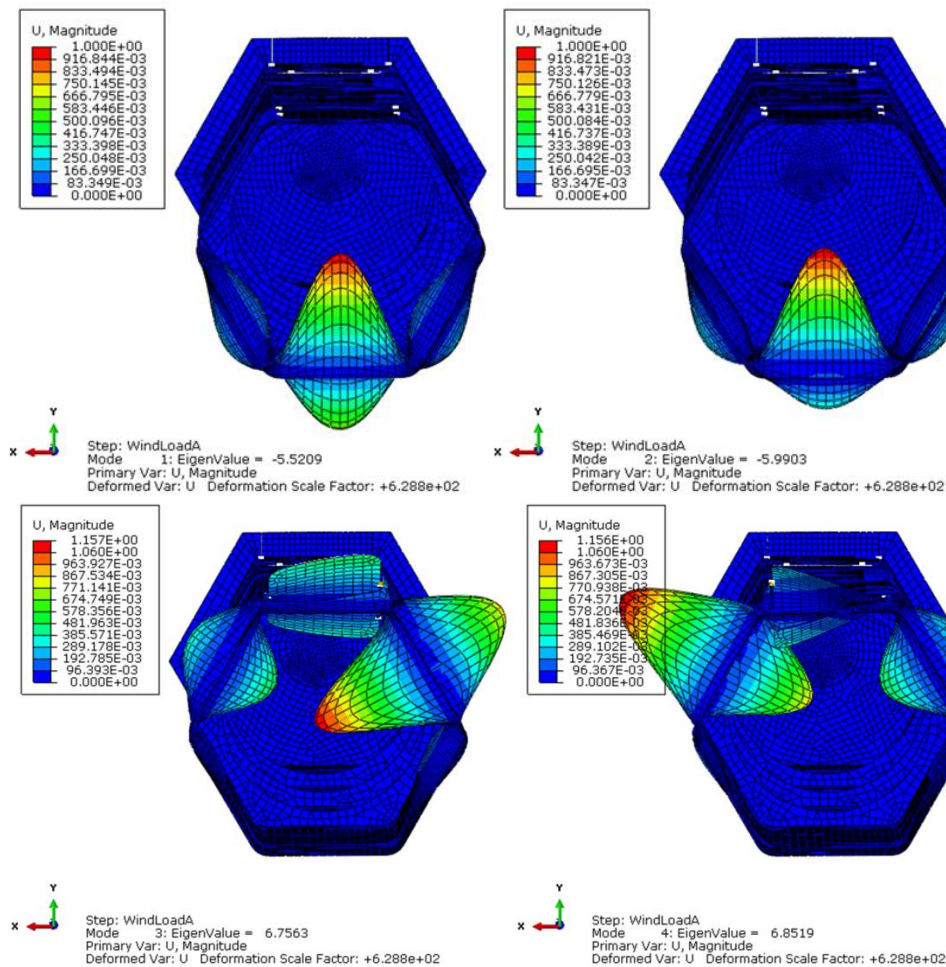 U, Magnitude
1.000E+00
916.844E-03
833.494E-03
750.145E-03
666.795E-03
583.446E-03
500.096E-03
416.747E-03
333.398E-03
250.048E-03
166.699E-03
83.349E-03
0.000E+00
Y
X
Step: WindLoadA
Mode 1: EigenValue = -5.5209
Primary Var: U, Magnitude
Deformed Var: U Deformation Scale Factor: +6.288e+02
U, Magnitude
1.000E+00
916.821E-03
833.473E-03
750.126E-03
666.779E-03
583.431E-03
500.084E-03
416.737E-03
333.389E-03
250.042E-03
166.695E-03
83.347E-03
0.000E+00
Y
X
Step: WindLoadA
Mode 2: EigenValue = -5.9903
Primary Var: U, Magnitude
Deformed Var: U Deformation Scale Factor: +6.288e+02
U, Magnitude
1.157E+00
1.060E+00
963.927E-03
867.534E-03
771.141E-03
674.749E-03
578.356E-03
481.963E-03
385.571E-03
289.178E-03
192.785E-03
96.393E-03
0.000E+00
Y
X
Step: WindLoadA
Mode 3: EigenValue = 6.7563
Primary Var: U, Magnitude
Deformed Var: U Deformation Scale Factor: +6.288e+02
U, Magnitude
1.156E+00
1.060E+00
963.673E-03
867.305E-03
770.938E-03
674.571E-03
578.204E-03
481.836E-03
385.469E-03
289.102E-03
192.735E-03
96.367E-03
0.000E+00
Y
X
Step: WindLoadA
Mode 4: EigenValue = 6.8519
Primary Var: U, Magnitude
Deformed Var: U Deformation Scale Factor: +6.288e+02